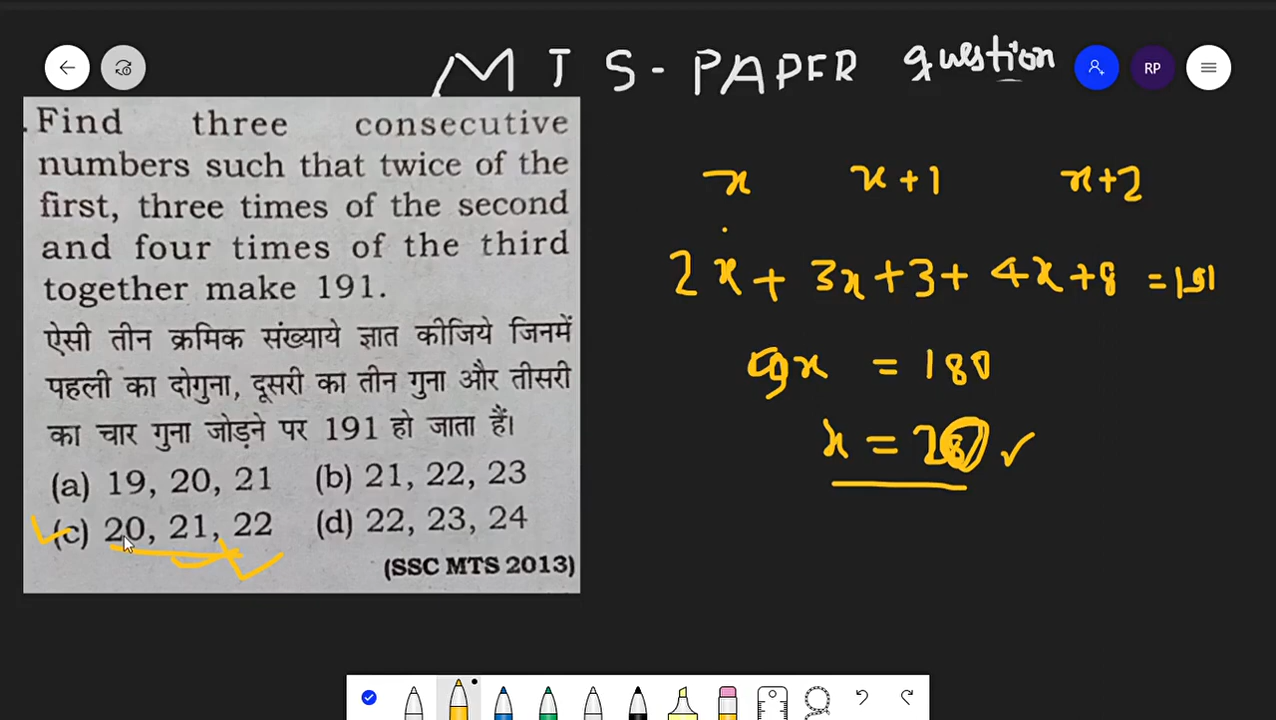 MTS-PAPER question
RP
Find three consecutive
numbers such that twice of the
first, three times of the second
and four times of the third
together make 191.
ऐसी तीन क्रमिक संख्याये ज्ञात कीजिये जिनमें
पहली का दोगुना, दूसरी का तीन गुना और तीसरी
का चार गुना जोड़ने पर 191 हो जाता हैं।
(a) 19, 20, 21 (b) 21, 22, 23
(c) 20, 21, 22 (d) 22, 23, 24
(SSC MTS 2013)
x x+1 x+2
2x+ 3x+3+ 4x+8 =191
9x = 180